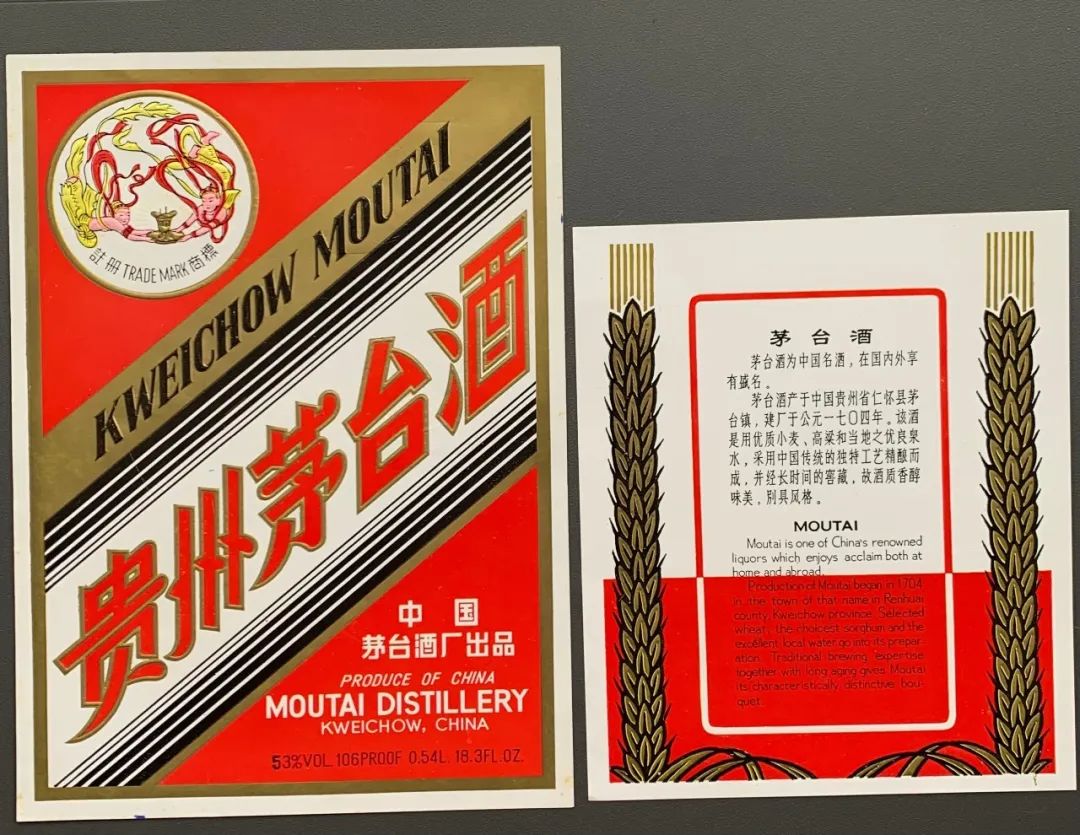 註冊 TRADE MARK 商標
KWEICHOW MOUTAI
贵州茅台酒
中国
茅台酒厂出品
PRODUCE OF CHINA
MOUTAI DISTILLERY
KWEICHOW, CHINA
53%VOL. 106PROOF 0.54L. 18.3FL.OZ.
茅台酒
茅台酒为中国名酒，在国内外享
有盛名。
茅台酒产于中国贵州省仁怀县茅
台镇，建厂于公元一七〇四年。该酒
是用优质小麦、高粱和当地之优良泉
水，采用中国传统的独特工艺精酿而
成，并经长时间的窖藏，故酒质香醇
味美，别具风格。
MOUTAI
Moutai is one of China's renowned
liquors which enjoys acclaim both at
home and abroad.
Production of Moutai began in 1704
in the town of that name in Renhuai
county, Kweichow province. Selected
wheat, the choicest sorghum and the
excellent local water go into its prepar-
ation. Traditional brewing expertise
together with long aging gives Moutai
its characteristically distinctive bou-
quet.